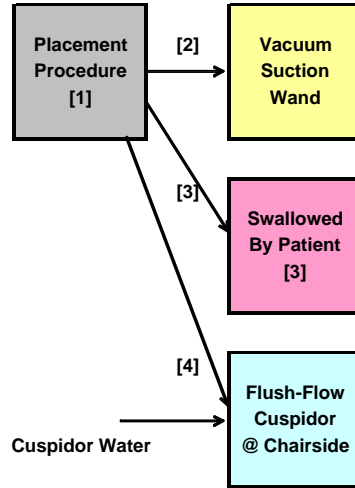 Placement
Procedure
[1]
[2]
Vacuum
Suction
Wand
[3]
Swallowed
By Patient
[3]
[4]
Flush-Flow
Cuspidor
@ Chairside
Cuspidor Water